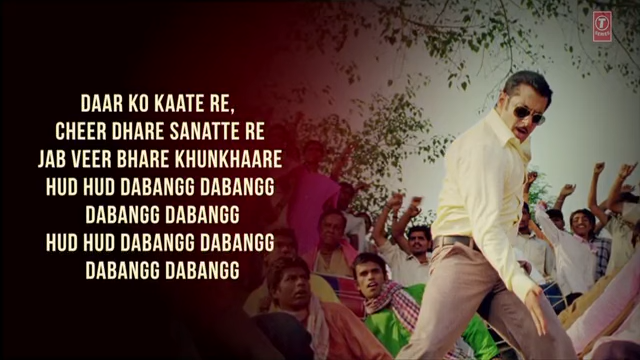 DAAR KO KAATE RE,
CHEER DHARE SANATTE RE
JAB VEER BHARE KHUNKHAARE
HUD HUD DABANGG DABANGG
DABANGG DABANGG
HUD HUD DABANGG DABANGG
DABANGG DABANGG
T
T-SERIES